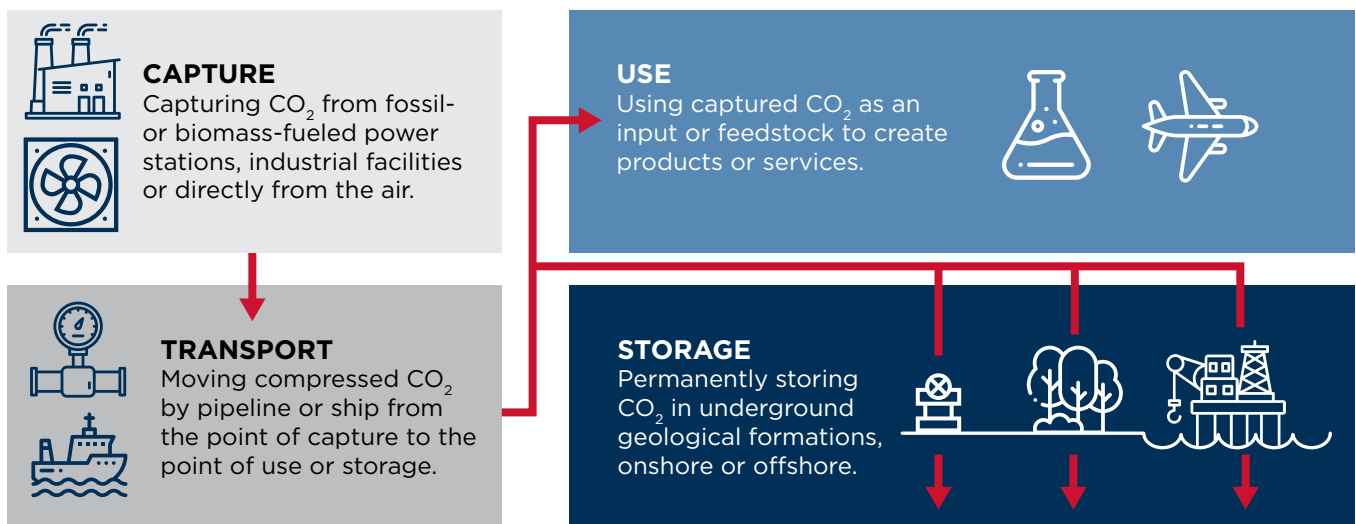 CAPTURE
Capturing CO₂ from fossil-
or biomass-fueled power
stations, industrial facilities
or directly from the air.
TRANSPORT
Moving compressed CO₂
by pipeline or ship from
the point of capture to the
point of use or storage.
USE
Using captured CO₂ as an
input or feedstock to create
products or services.
STORAGE
Permanently storing
CO₂ in underground
geological formations,
onshore or offshore.